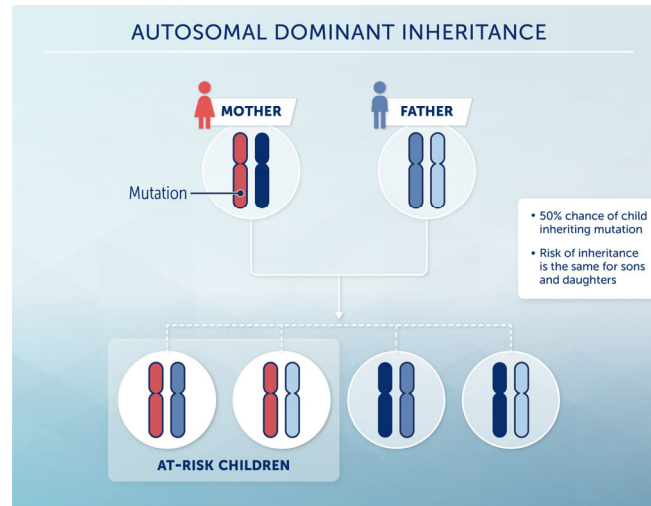 AUTOSOMAL DOMINANT INHERITANCE
MOTHER
FATHER
Mutation
• 50% chance of child
inheriting mutation
• Risk of inheritance
is the same for sons
and daughters
AT-RISK CHILDREN